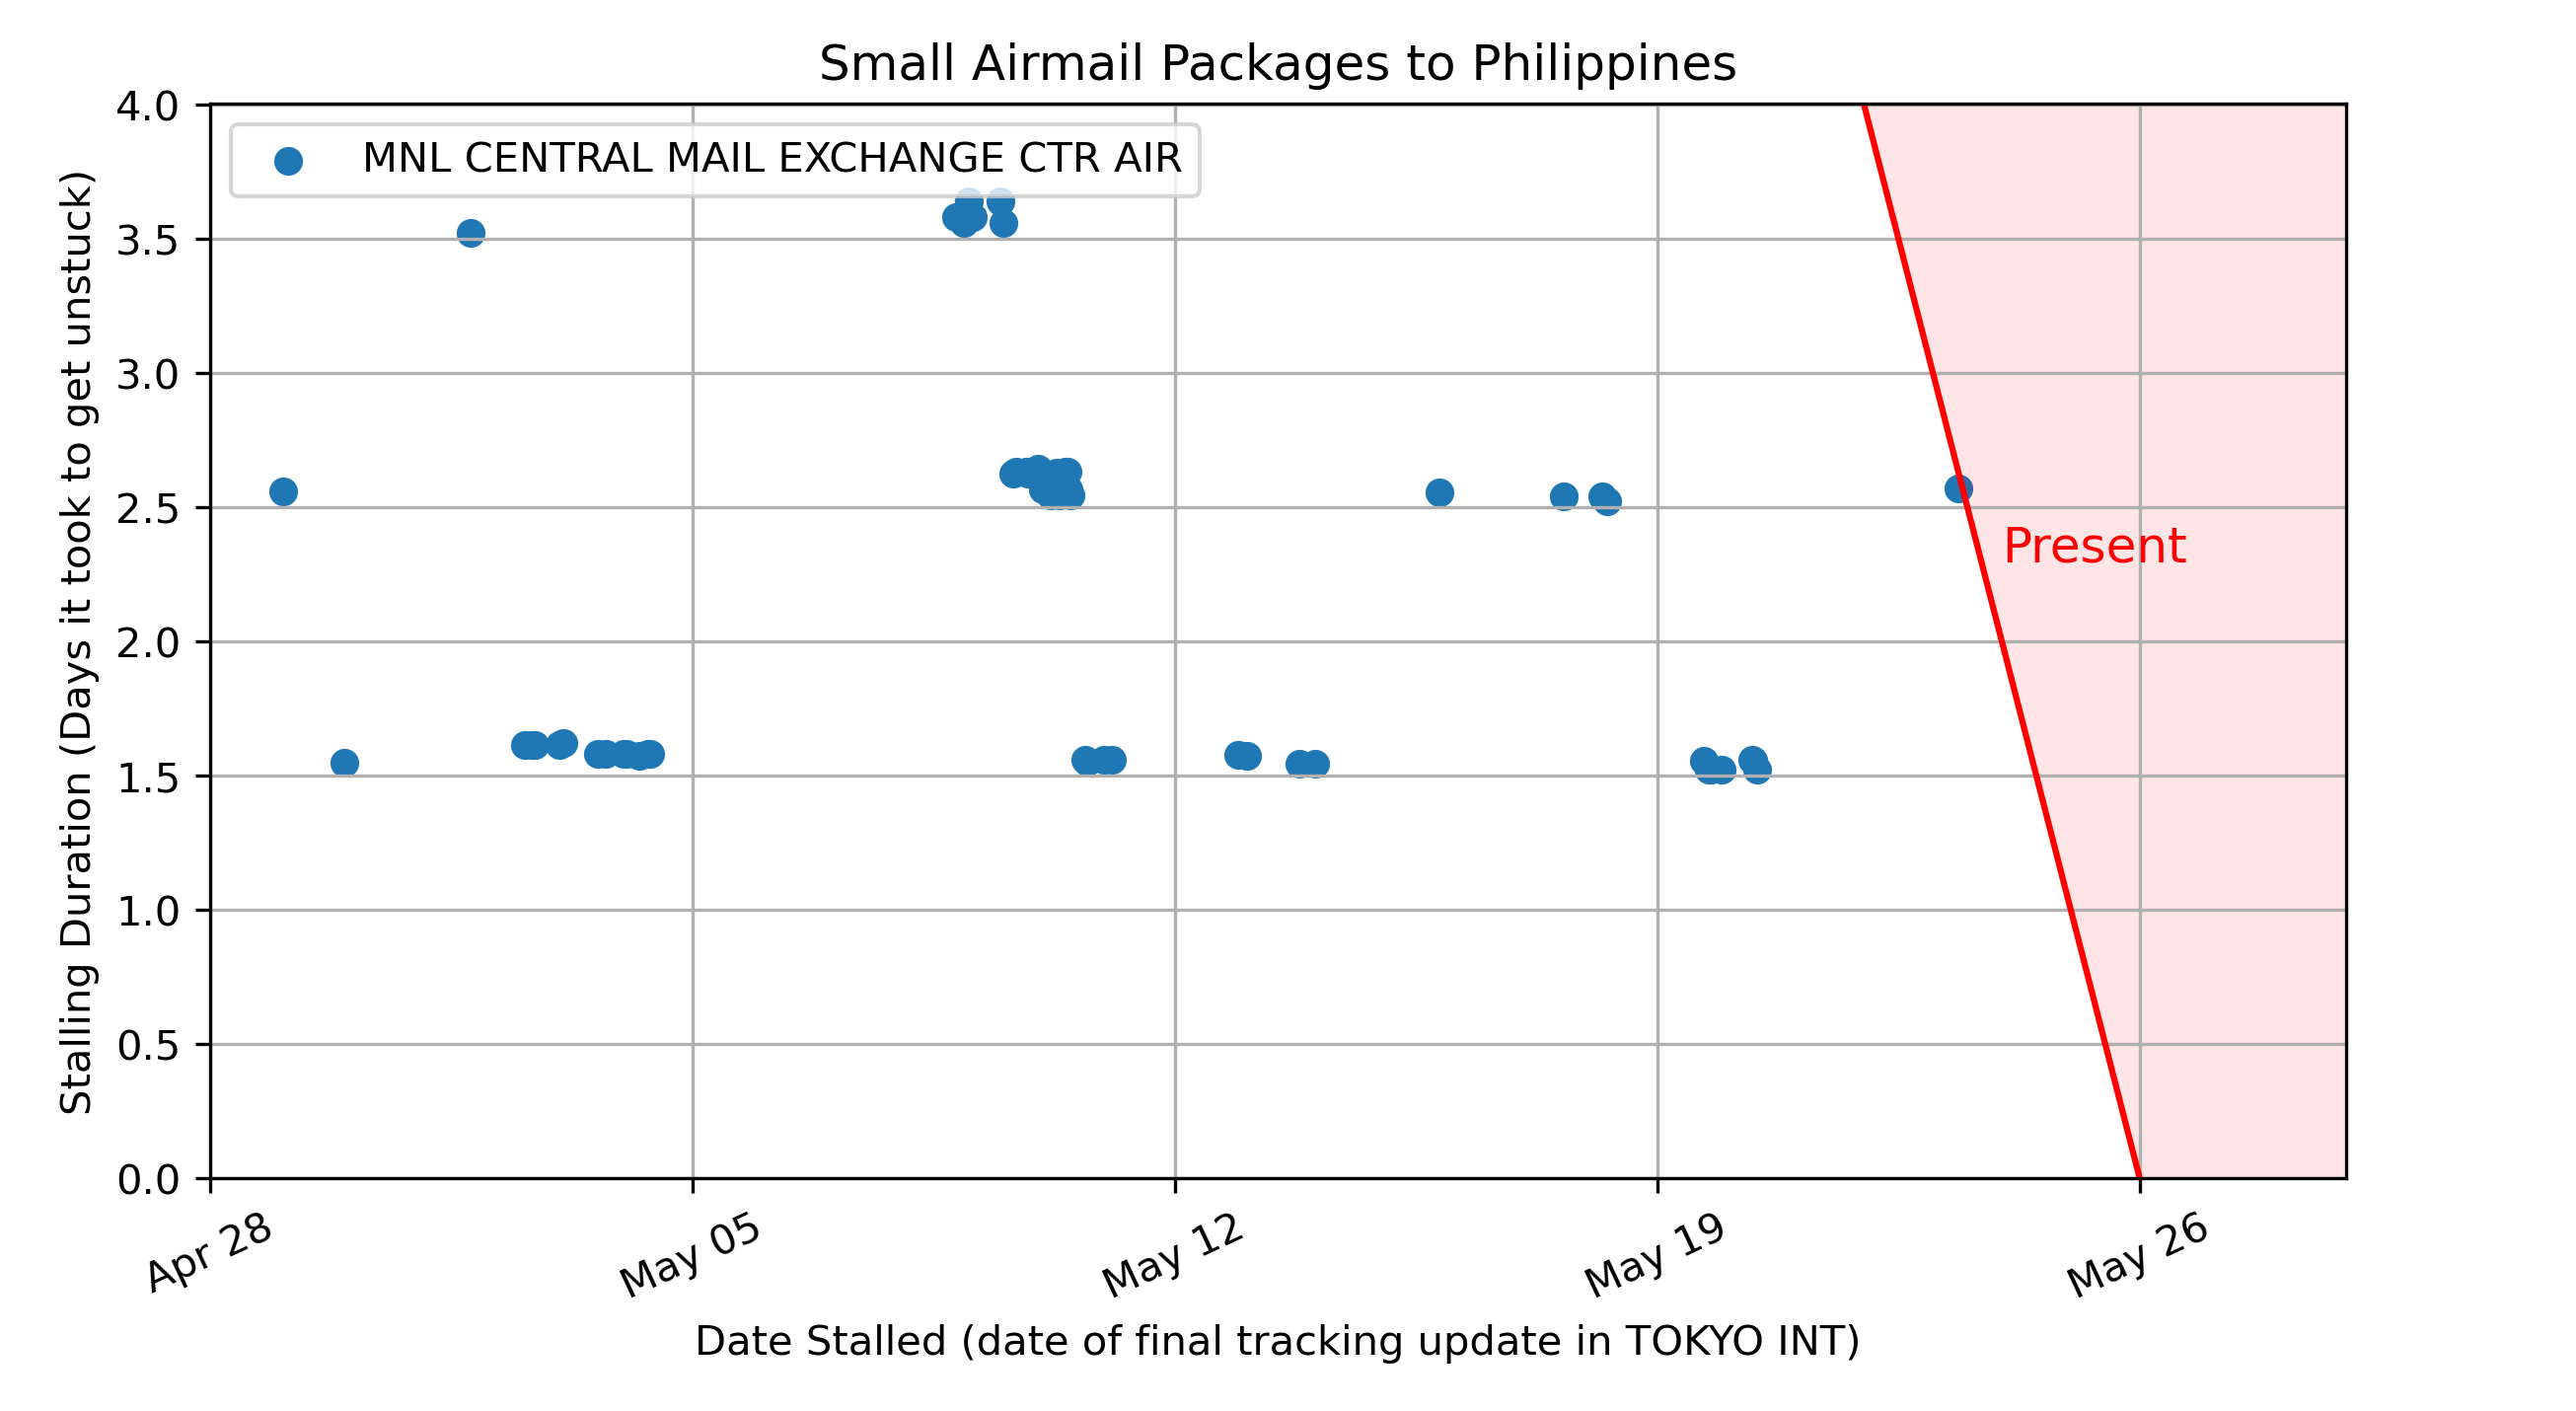 Small Airmail Packages to Philippines
MNL CENTRAL MAIL EXCHANGE CTR AIR
Stalling Duration (Days it took to get unstuck)
4.0
3.5
3.0
2.5
2.0
1.5
1.0
0.5
0.0
Present
Apr 28
May 05
May 12
May 19
May 26
Date Stalled (date of final tracking update in TOKYO INT)